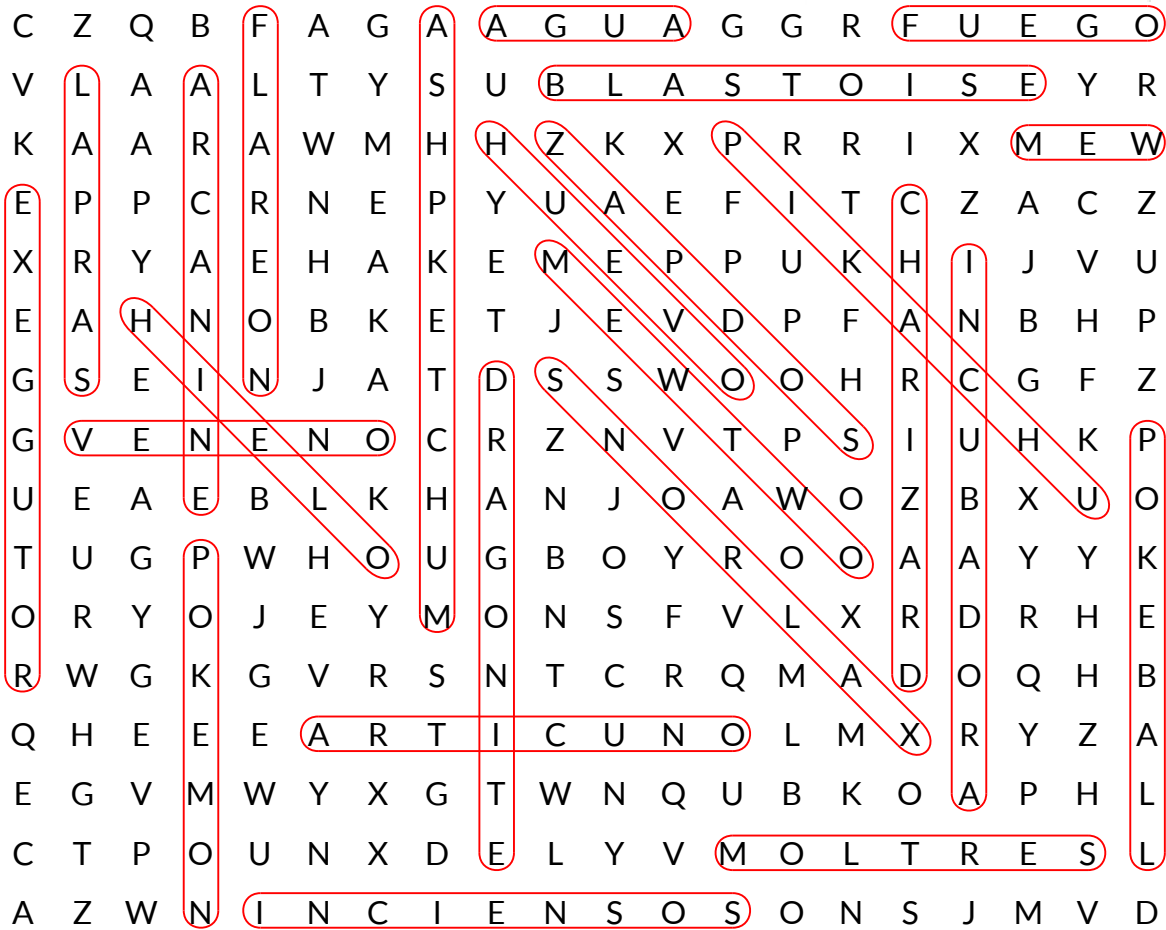 C Z Q B F A G A A G U A G G R F U E G O
V L A A L T Y S U B L A S T O I S E Y R
K A A R A W M H H Z K X P R R I X M E W
E P P C R N E P Y U A E F I T C Z A C Z
X R Y A E H A K E M E P P U K H I J V U
E A H N O B K E T J E V D P F A N B H P
G S E I N J A T D S S W O O H R C G F Z
G V E N E N O C R Z N V T P S I U H K P
U E A E B L K H A N J O A W O Z B X U O
T U G P W H O U G B O Y R O O A A Y Y K
O R Y O J E Y M O N S F V L X R D R H E
R W G K G V R S N T C R Q M A D O Q H B
Q H E E E A R T I C U N O L M X R Y Z A
E G V M W Y X G T W N Q U B K O A P H L
C T P O U N X D E L Y V M O L T R E S L
A Z W N I N C I E N S O S O N S J M V D